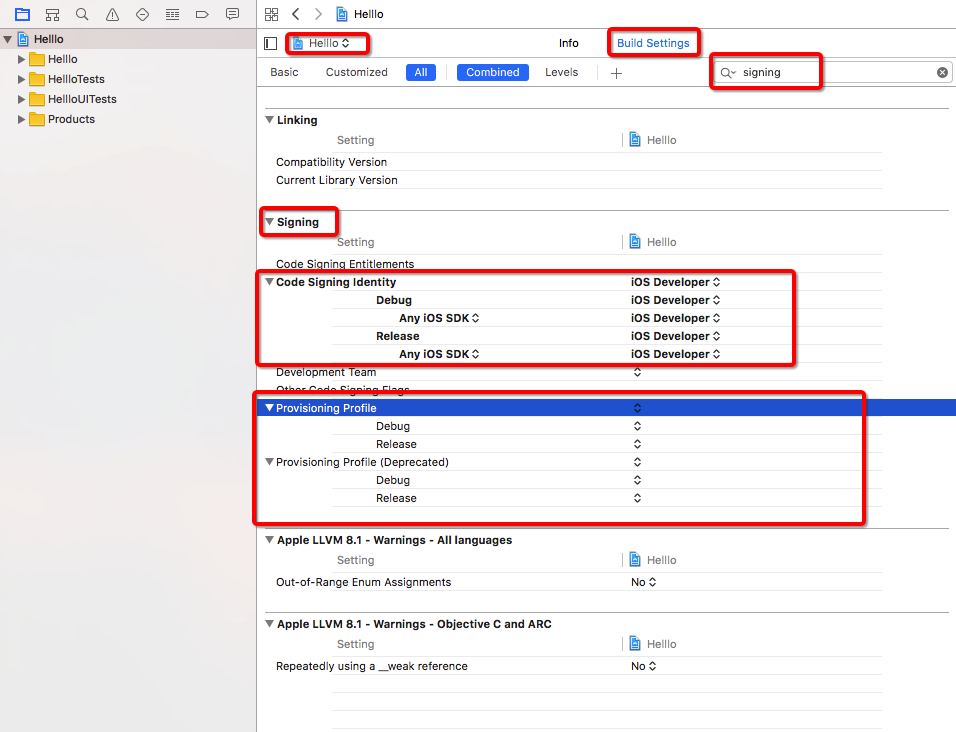 Helllo
Helllo
Helllo
HellloTests
HellloUITests
Products
Helllo Info Build Settings
Basic Customized All Combined Levels signing
Linking
Setting Helllo
Compatibility Version
Current Library Version
Signing
Setting Helllo
Code Signing Entitlements
Code Signing Identity iOS Developer
Debug iOS Developer
Any iOS SDK iOS Developer
Release iOS Developer
Any iOS SDK iOS Developer
Development Team
Other Code Signing Flags
Provisioning Profile
Debug
Release
Provisioning Profile (Deprecated)
Debug
Release
Apple LLVM 8.1 - Warnings - All languages
Setting Helllo
Out-of-Range Enum Assignments No
Apple LLVM 8.1 - Warnings - Objective C and ARC
Setting Helllo
Repeatedly using a __weak reference No